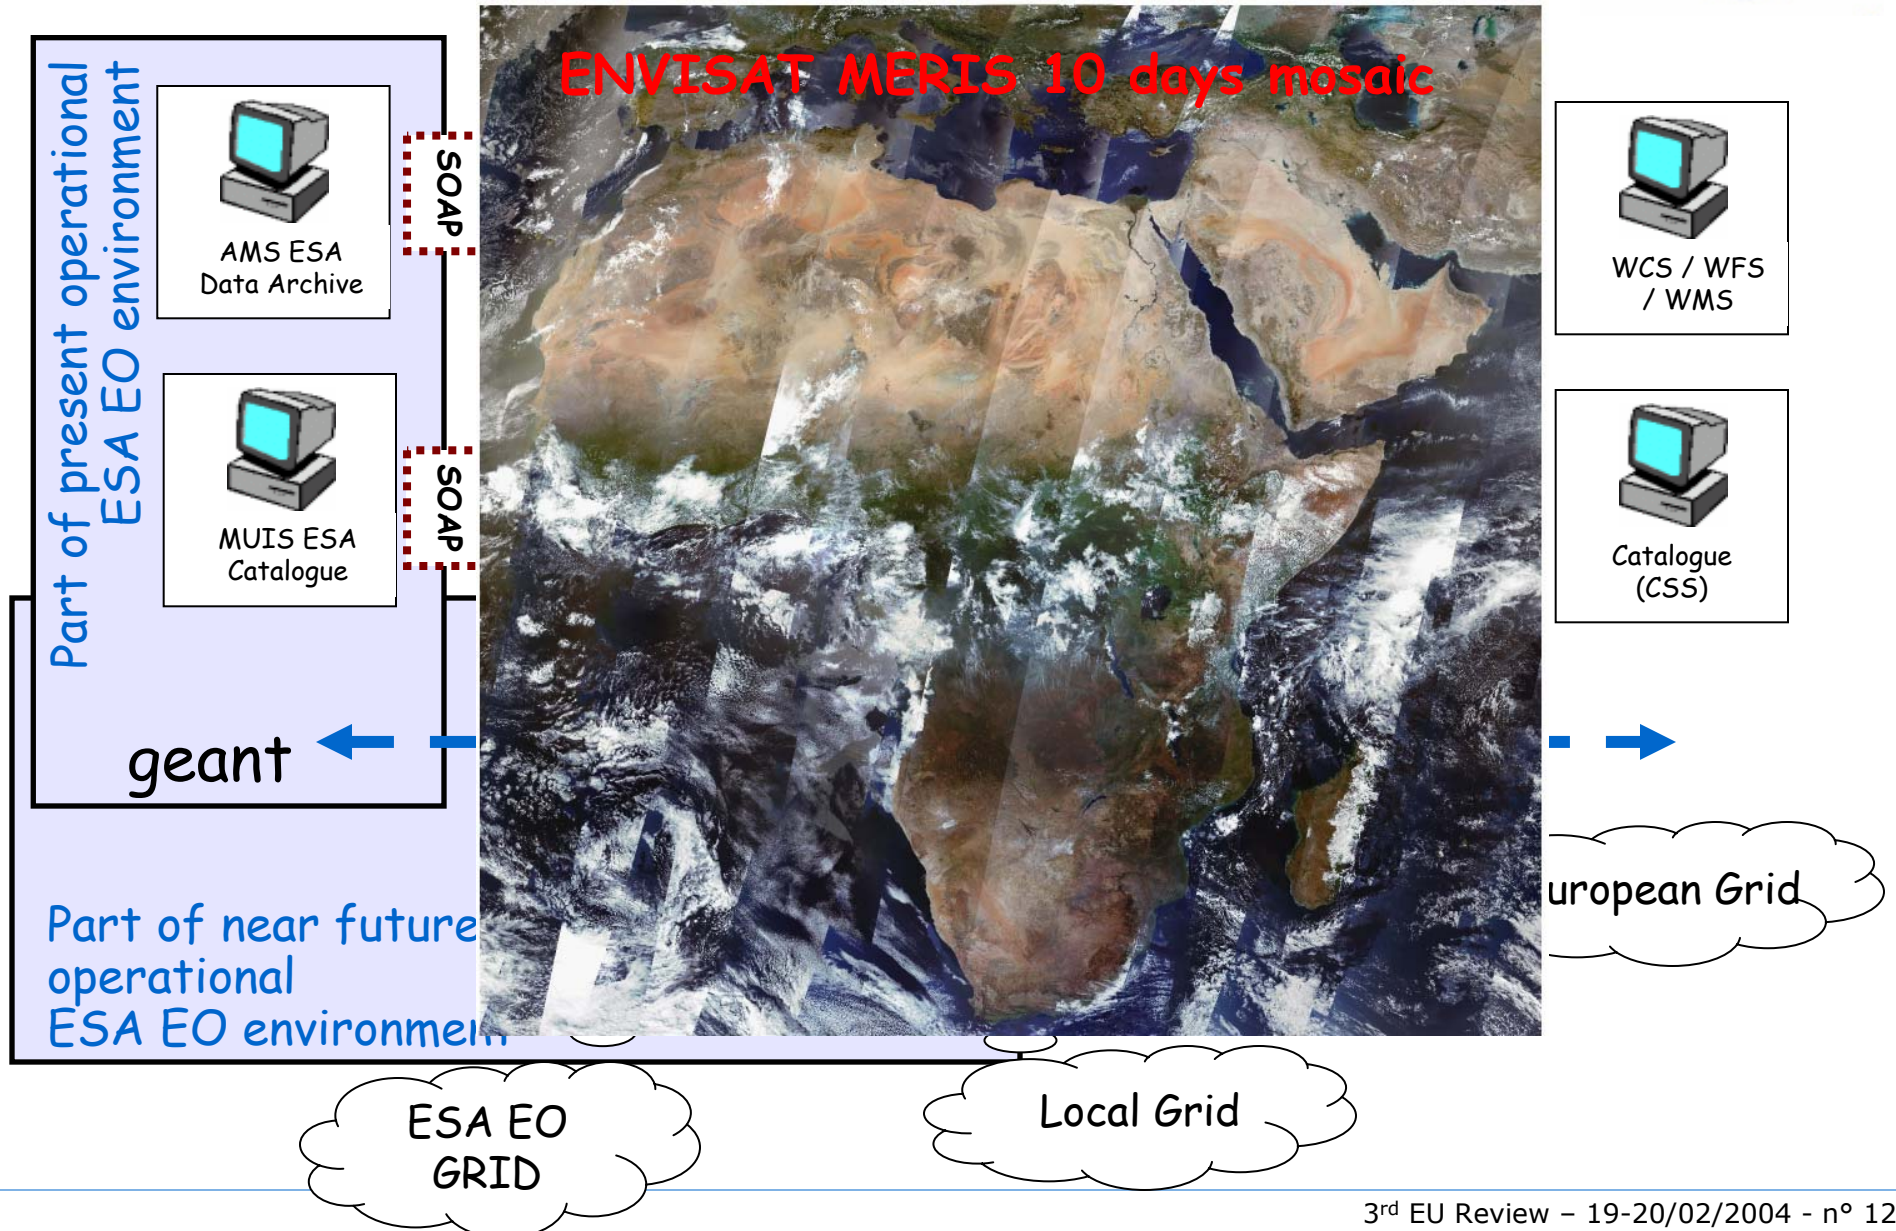 ENVISAT MERIS 10 days mosaic
Part of present operational
ESA EO environment
AMS ESA
Data Archive
SOAP
MUIS ESA
Catalogue
SOAP
WCS / WFS
/ WMS
Catalogue
(CSS)
geant
uropean Grid
Part of near future
operational
ESA EO environmen
ESA EO
GRID
Local Grid
3rd EU Review – 19-20/02/2004 - n° 12